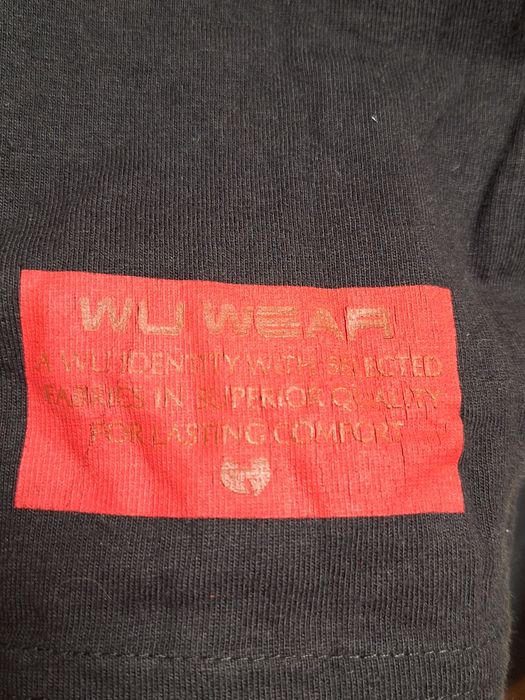 WU WEAR
A WU IDENTITY WITH SELECTED
FABRICS IN SUPERIOR QUALITY
FOR LASTING COMFORT